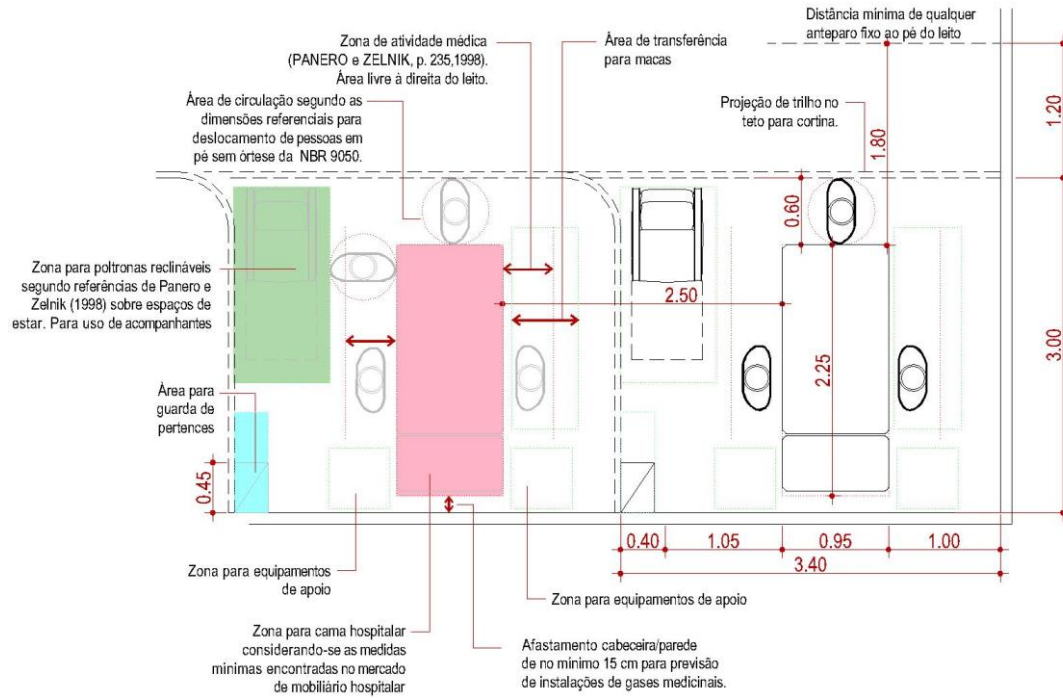 Distância mínima de qualquer
anteparo fixo ao pé do leito
Zona de atividade médica
(PANERO e ZELNIK, p. 235,1998).
Área livre à direita do leito.
Área de transferência
para macas
Área de circulação segundo as
dimensões referenciais para
deslocamento de pessoas em
pé sem órtese da NBR 9050.
Projeção de trilho no
teto para cortina.
1.80
1.20
0.60
Zona para poltronas reclináveis
segundo referências de Panero e
Zelnik (1998) sobre espaços de
estar. Para uso de acompanhantes
2.50
3.00
2.25
Área para
guarda de
pertences
0.45
0.40
1.05
0.95
1.00
3.40
Zona para equipamentos
de apoio
Zona para equipamentos de apoio
Zona para cama hospitalar
considerando-se as medidas
mínimas encontradas no mercado
de mobiliário hospitalar
Afastamento cabeceira/parede
de no mínimo 15 cm para previsão
de instalações de gases medicinais.